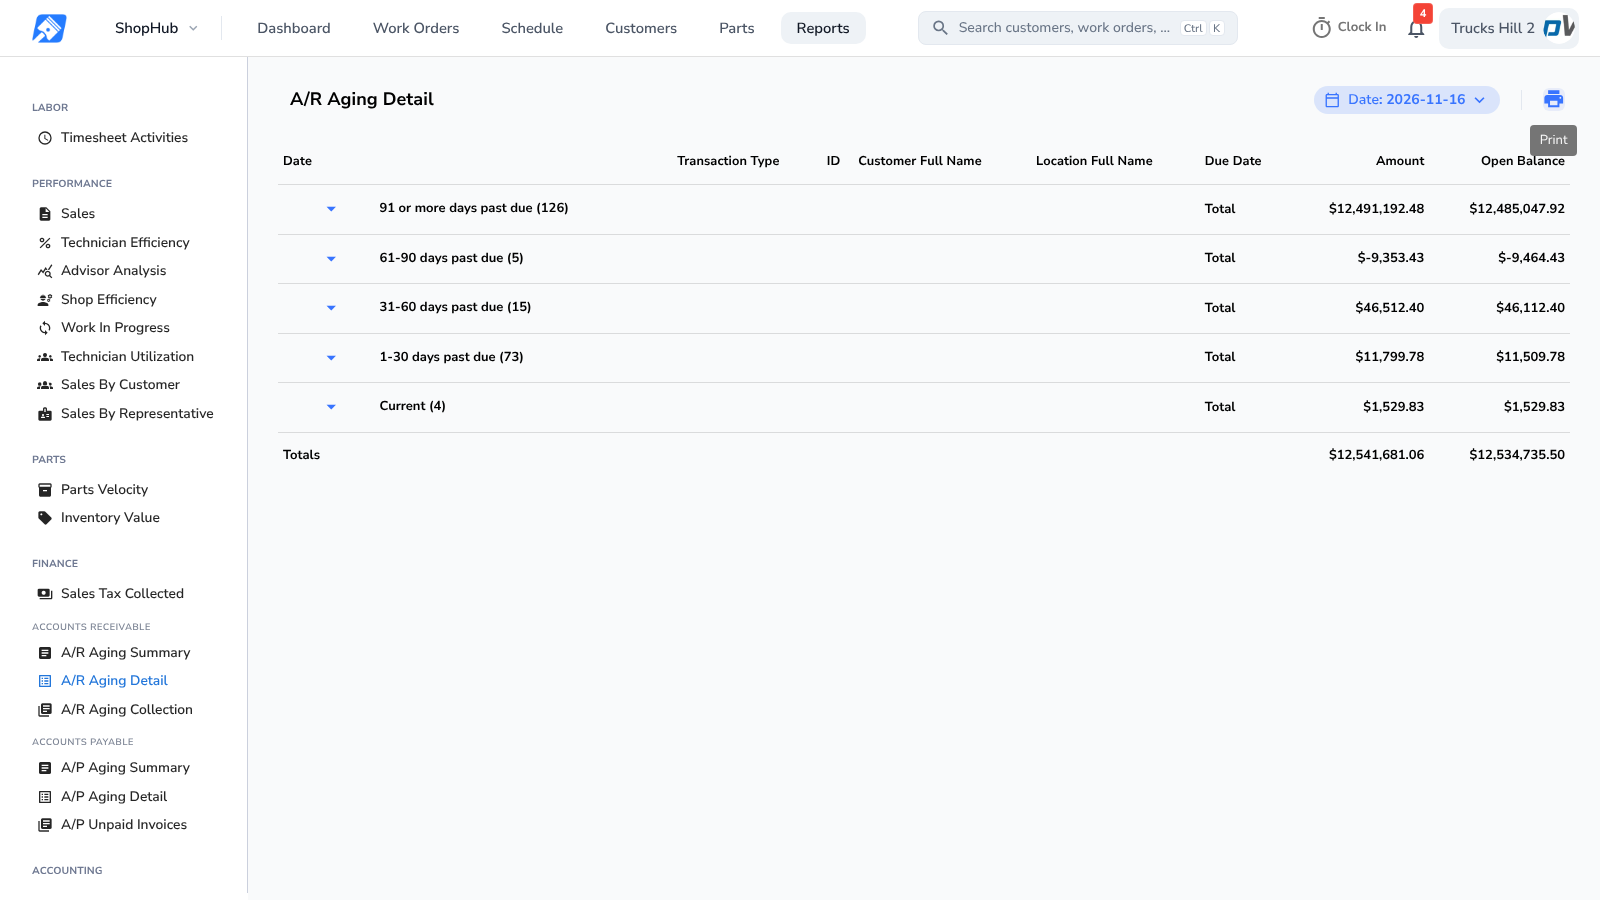 ShopHub
Dashboard
Work Orders
Schedule
Customers
Parts
Reports
Search customers, work orders, ...
Ctrl
K
Clock In
4
Trucks Hill 2
LABOR
Timesheet Activities
PERFORMANCE
Sales
Technician Efficiency
Advisor Analysis
Shop Efficiency
Work In Progress
Technician Utilization
Sales By Customer
Sales By Representative
PARTS
Parts Velocity
Inventory Value
FINANCE
Sales Tax Collected
ACCOUNTS RECEIVABLE
A/R Aging Summary
A/R Aging Detail
A/R Aging Collection
ACCOUNTS PAYABLE
A/P Aging Summary
A/P Aging Detail
A/P Unpaid Invoices
ACCOUNTING
A/R Aging Detail
Date: 2026-11-16
Print
Date Transaction Type ID Customer Full Name Location Full Name Due Date Amount Open Balance
91 or more days past due (126) Total $12,491,192.48 $12,485,047.92
61-90 days past due (5) Total $-9,353.43 $-9,464.43
31-60 days past due (15) Total $46,512.40 $46,112.40
1-30 days past due (73) Total $11,799.78 $11,509.78
Current (4) Total $1,529.83 $1,529.83
Totals $12,541,681.06 $12,534,735.50